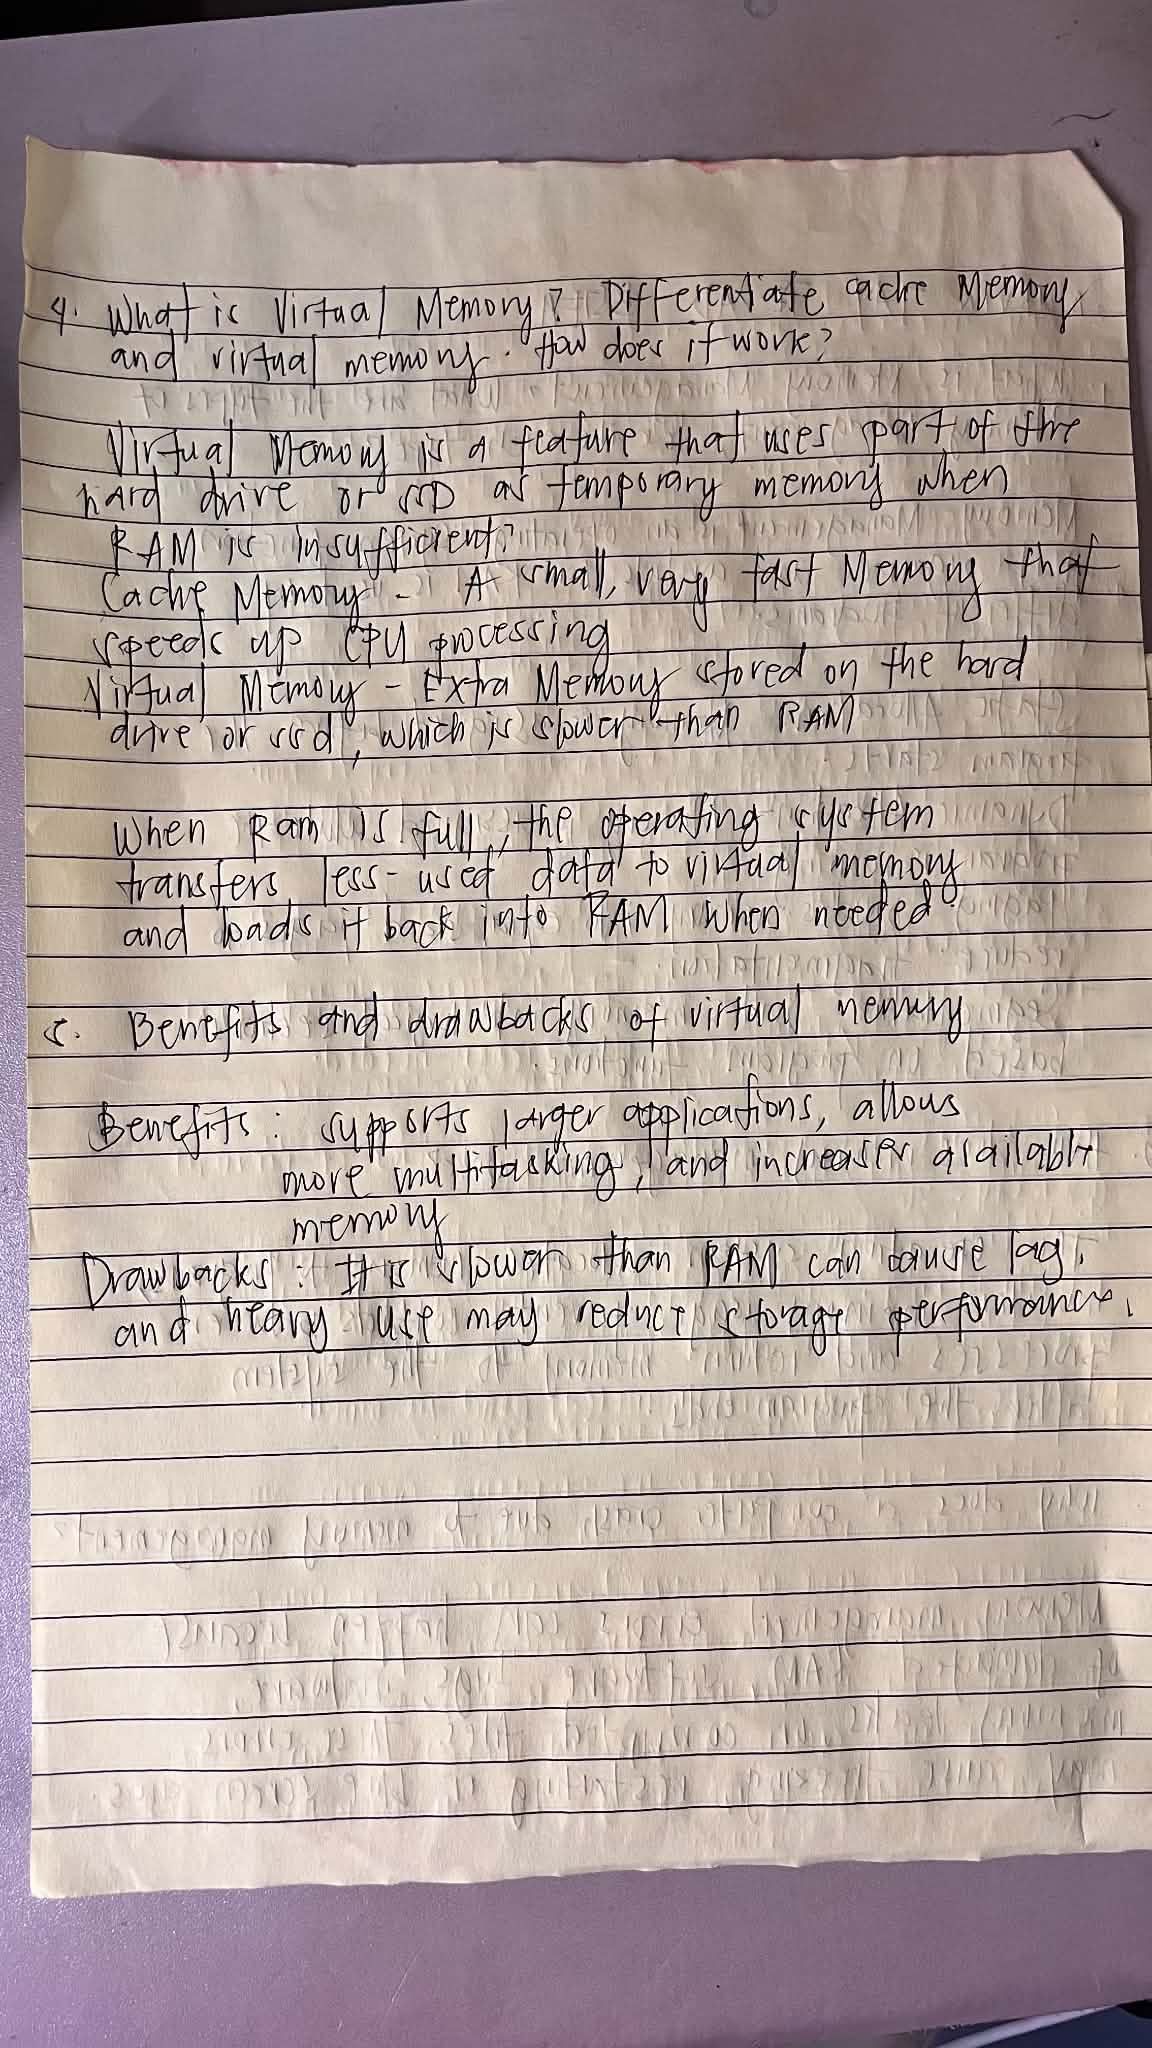 4. What is Virtual Memory? Differentiate cache Memory
and virtual memory. How does it work?
Virtual Memory is a feature that uses part of the
hard drive or SSD as temporary memory when
RAM is insufficient.
Cache Memory - A small, very fast Memory that
speeds up CPU processing
Virtual Memory - Extra Memory stored on the hard
drive or ssd, which is slower than RAM
When Ram is full, the operating system
transfers less-used data to virtual memory
and loads it back into RAM when needed.
5. Benefits and drawbacks of virtual memory
Benefits: supports larger applications, allows
more multitasking, and increases available
memory
Drawbacks: It is slower than RAM can cause lag,
and heavy use may reduce storage performance.